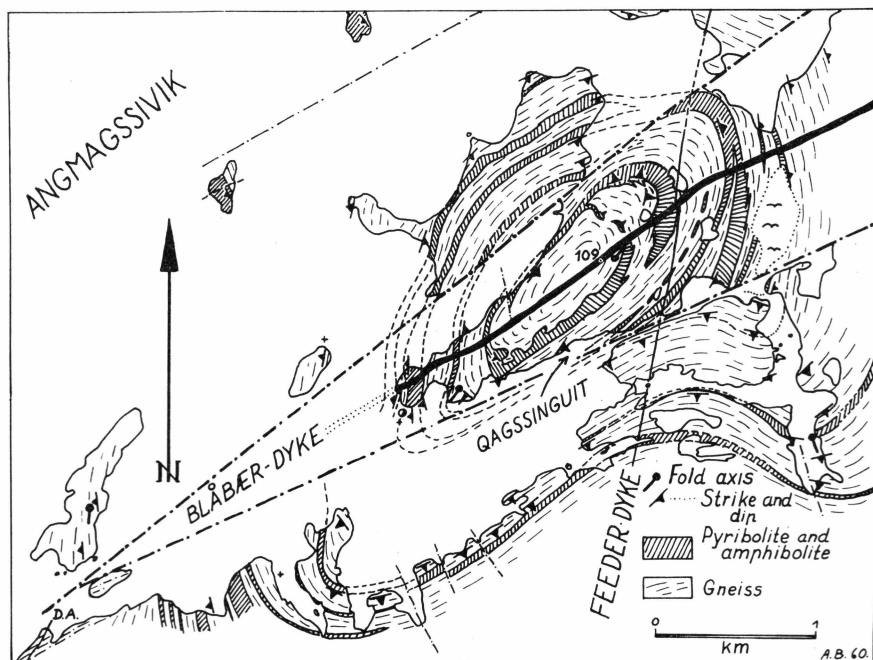 ANGMAGSSIVIK
109
QAGSSINGUIT
BLÅBÆR-DYKE
FEEDER-DYKE
N
Fold axis
Strike and
dip
Pyribolite and
amphibolite
Gneiss
0 1
km
D.A.
A.B. 60.